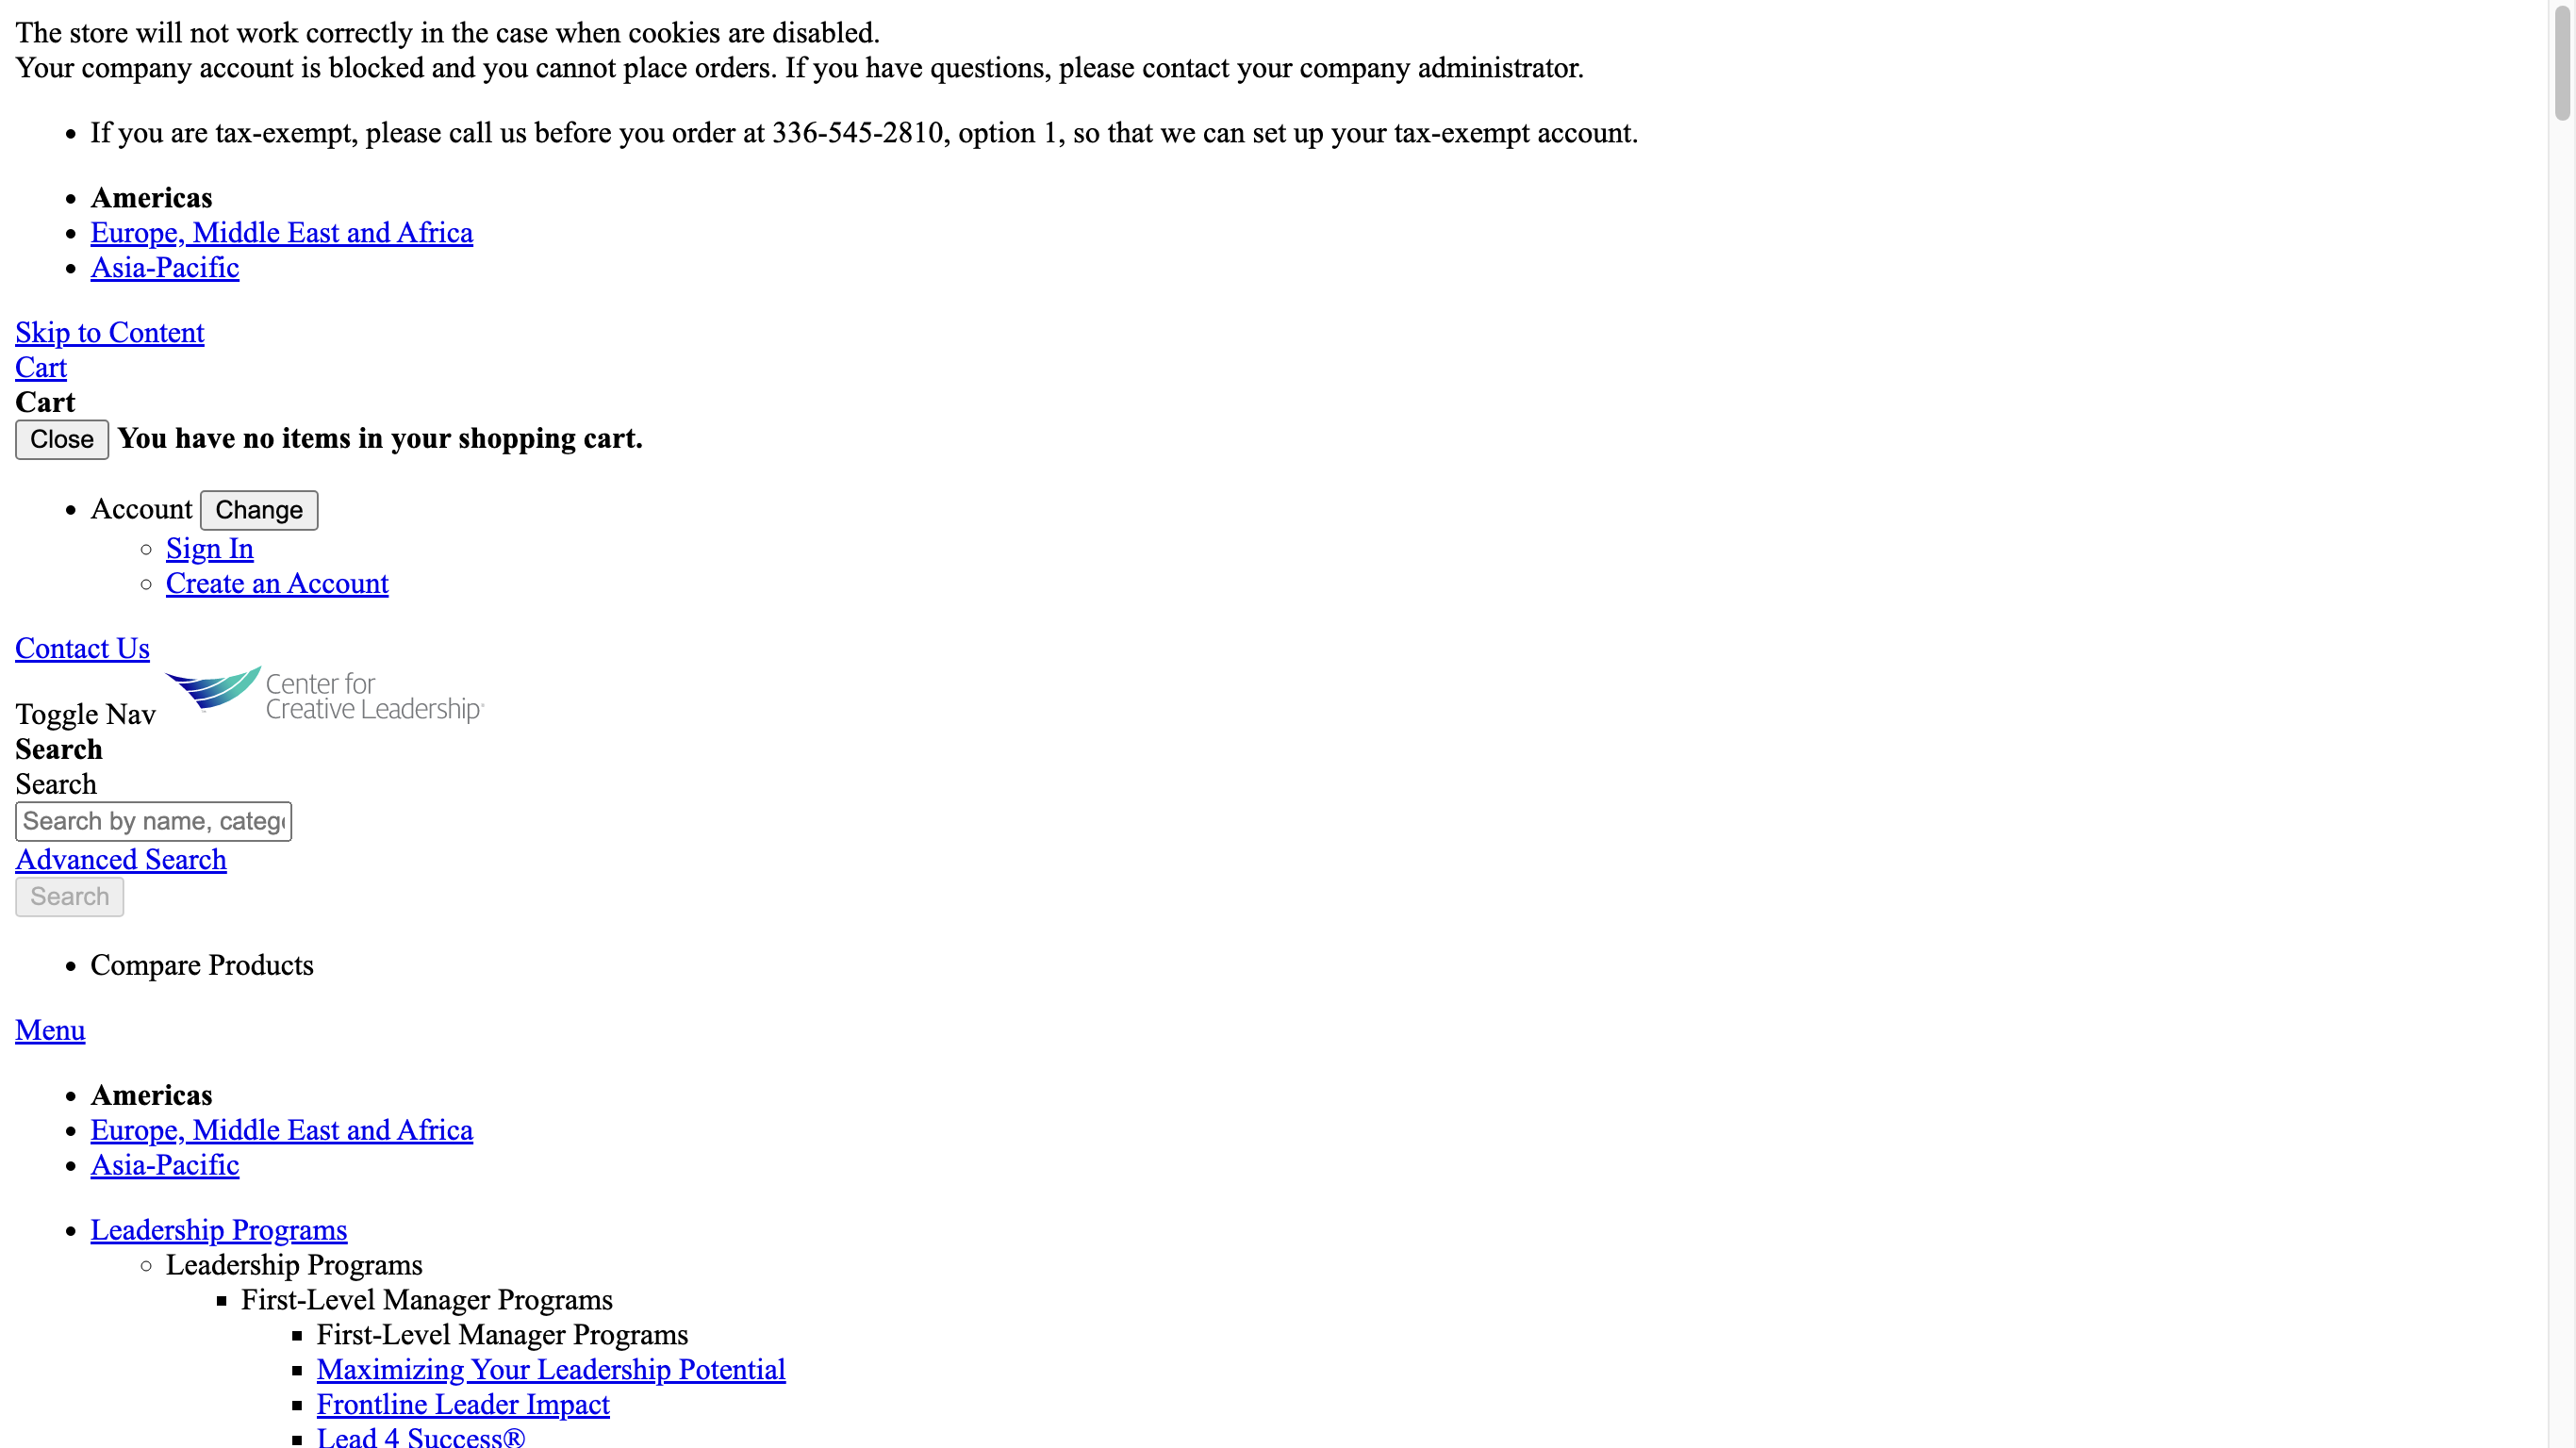 The store will not work correctly in the case when cookies are disabled.
Your company account is blocked and you cannot place orders. If you have questions, please contact your company administrator.
If you are tax-exempt, please call us before you order at 336-545-2810, option 1, so that we can set up your tax-exempt account.
Americas
Europe, Middle East and Africa
Asia-Pacific
Skip to Content
Cart
Cart
Close You have no items in your shopping cart.
Account Change
Sign In
Create an Account
Contact Us
Center for
Creative Leadership
Toggle Nav
Search
Search
Search by name, categ
Advanced Search
Search
Compare Products
Menu
Americas
Europe, Middle East and Africa
Asia-Pacific
Leadership Programs
Leadership Programs
First-Level Manager Programs
First-Level Manager Programs
Maximizing Your Leadership Potential
Frontline Leader Impact
Lead 4 Success®